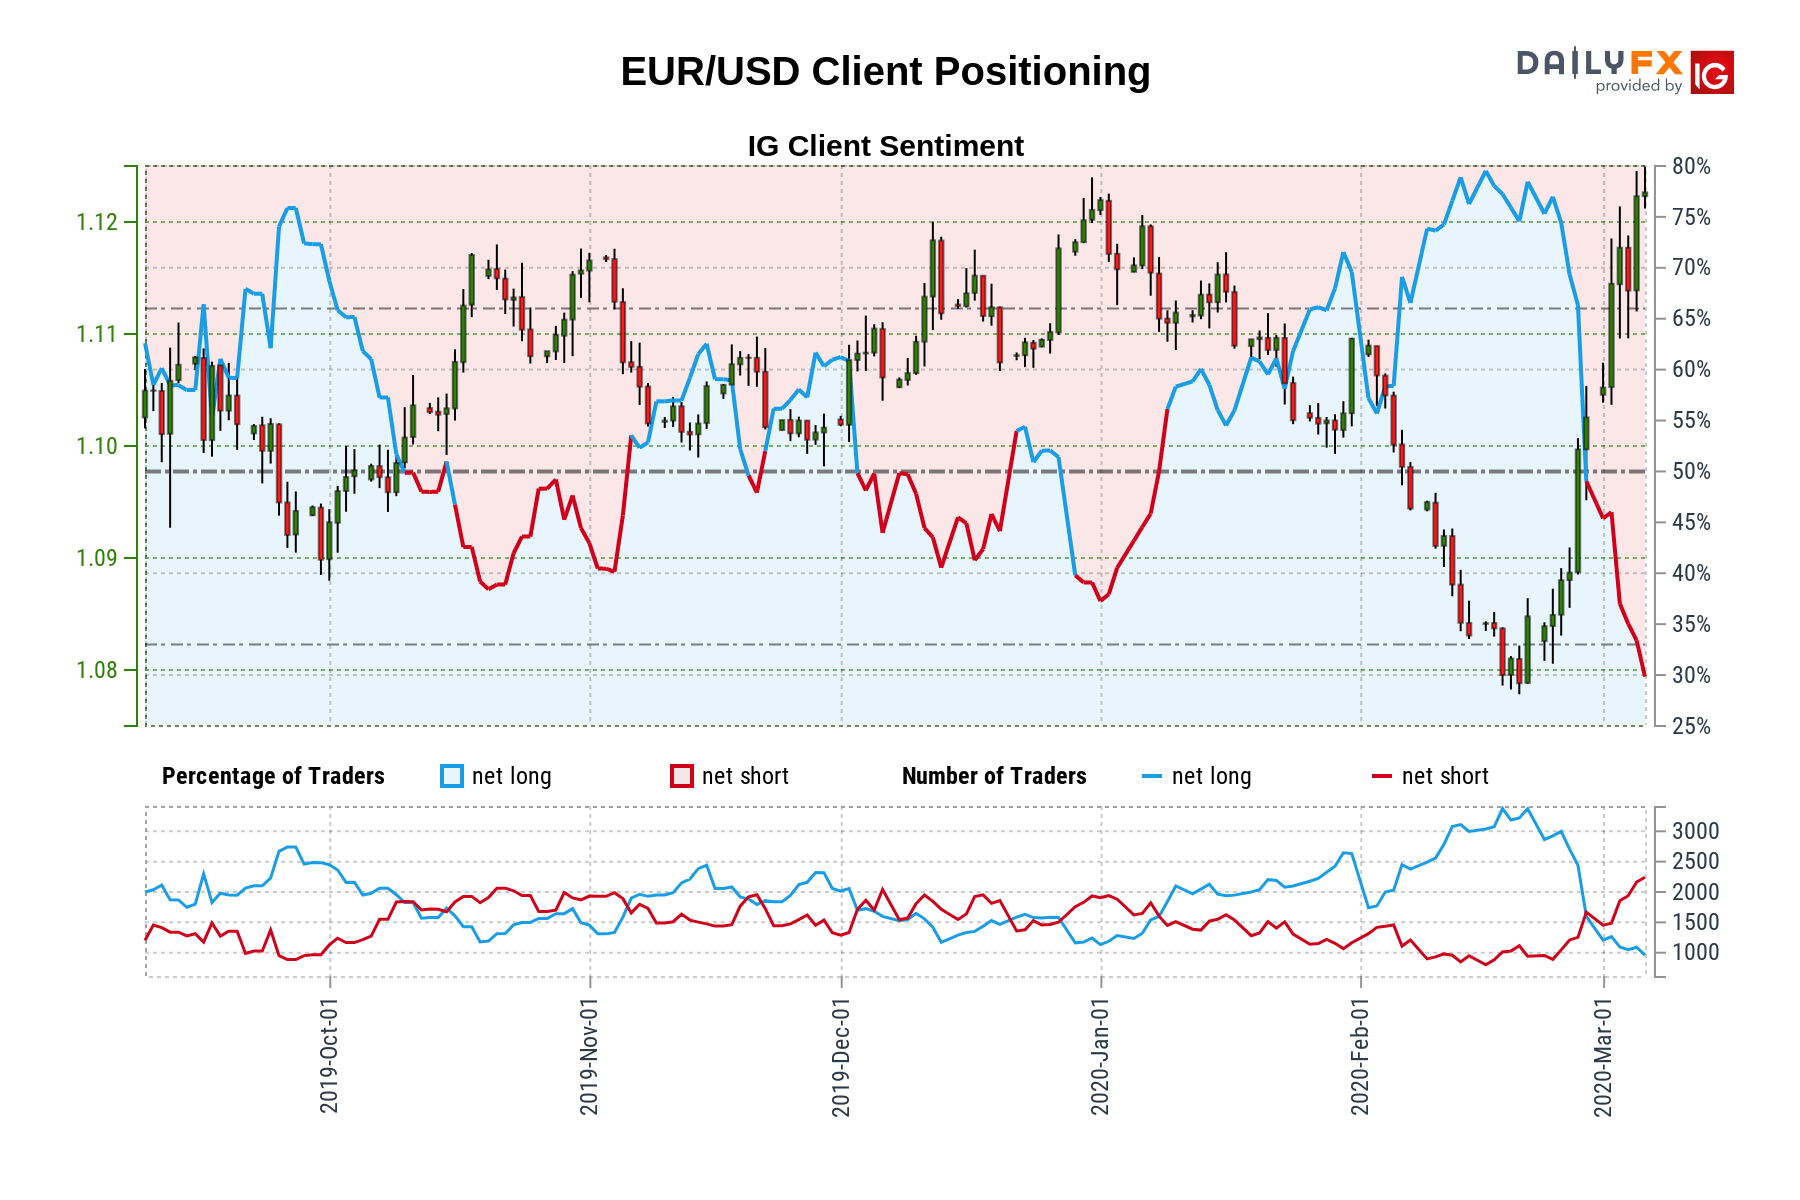 EUR/USD Client Positioning
DAILYFX
provided by IG
IG Client Sentiment
1.12
1.11
1.10
1.09
1.08
80%
75%
70%
65%
60%
55%
50%
45%
40%
35%
30%
25%
Percentage of Traders net long net short Number of Traders net long net short
3000
2500
2000
1500
1000
2019-Oct-01
2019-Nov-01
2019-Dec-01
2020-Jan-01
2020-Feb-01
2020-Mar-01